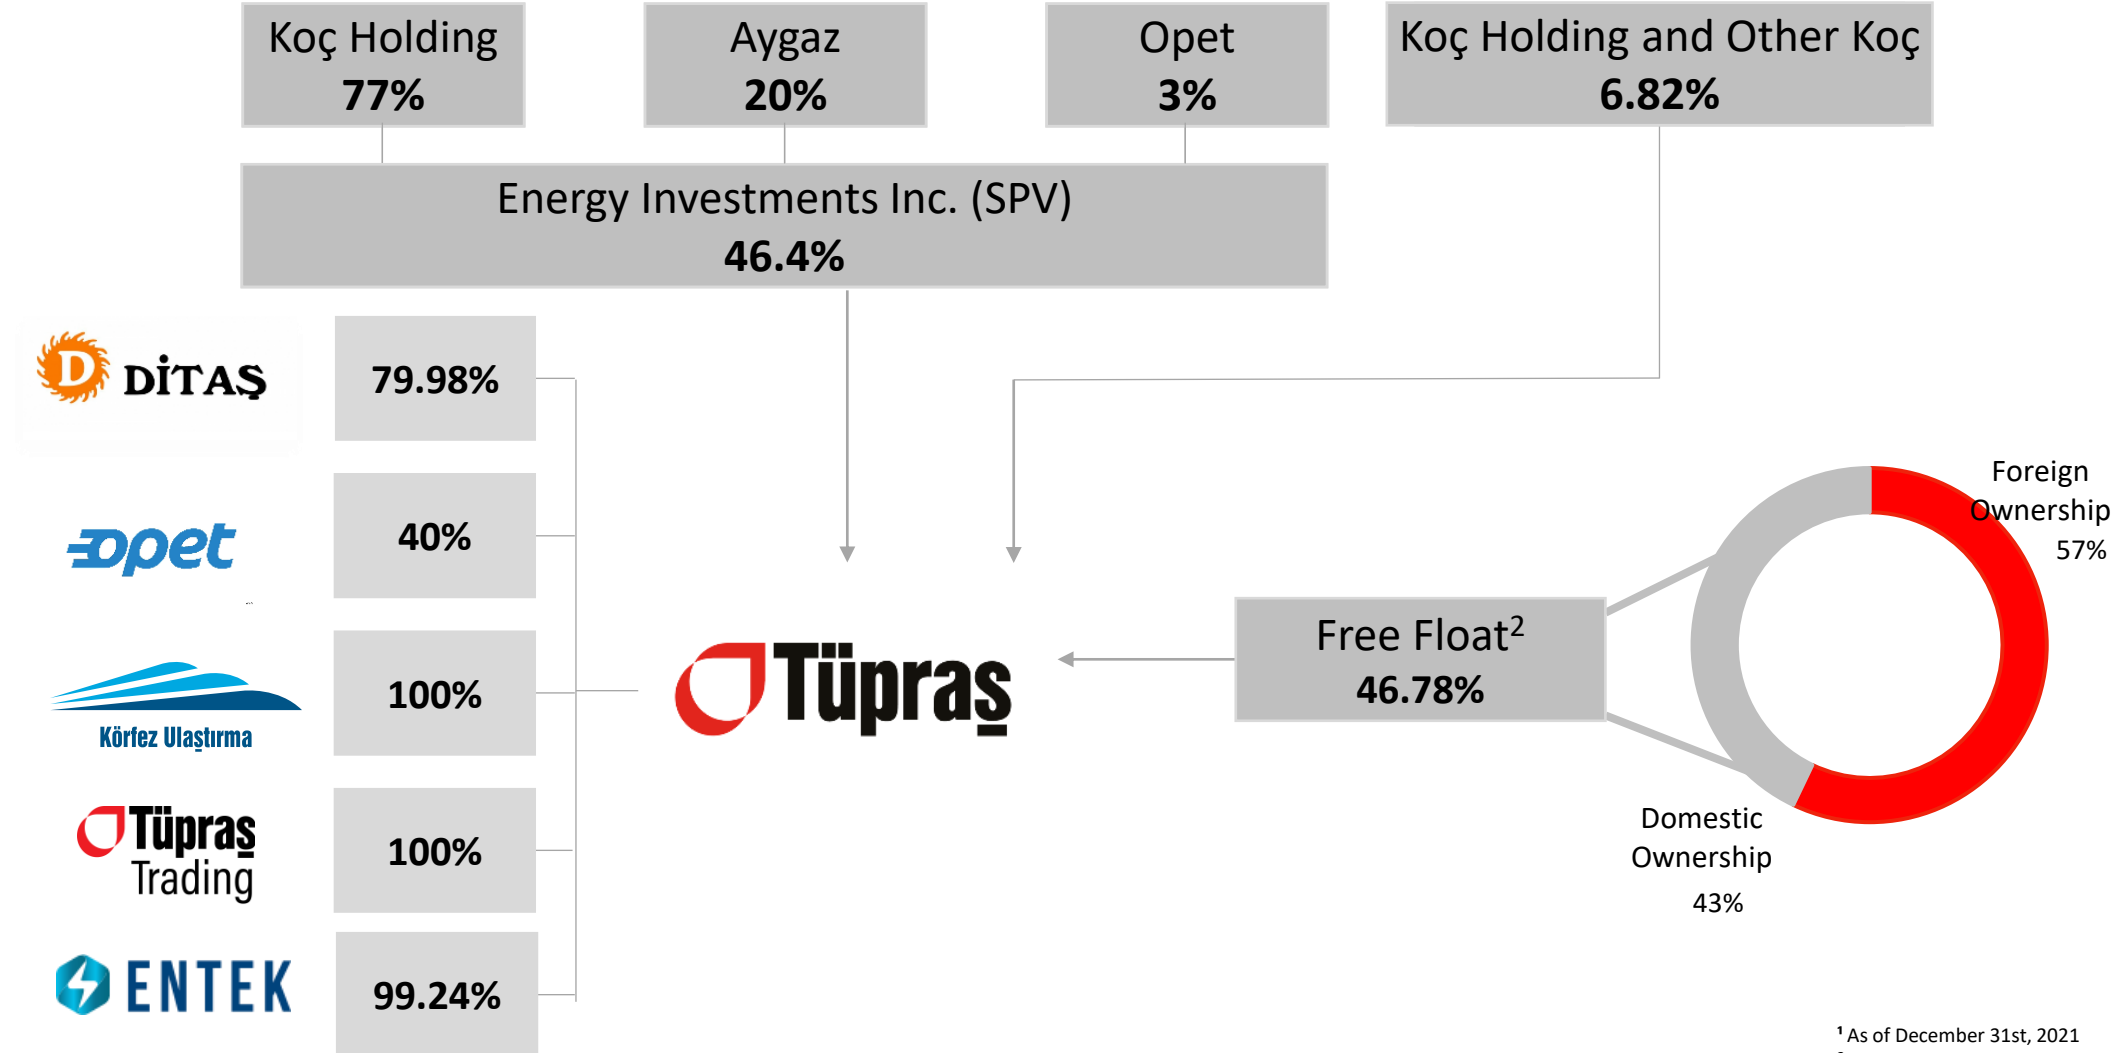 Koç Holding
77%
Aygaz
20%
Opet
3%
Koç Holding and Other Koç
6.82%
Energy Investments Inc. (SPV)
46.4%
D DİTAŞ
79.98%
opet
40%
Körfez Ulaştırma
100%
Tüpraş
Trading
100%
ENTEK
99.24%
Tüpraş
Free Float²
46.78%
Foreign
Ownership
57%
Domestic
Ownership
43%
¹ As of December 31st, 2021